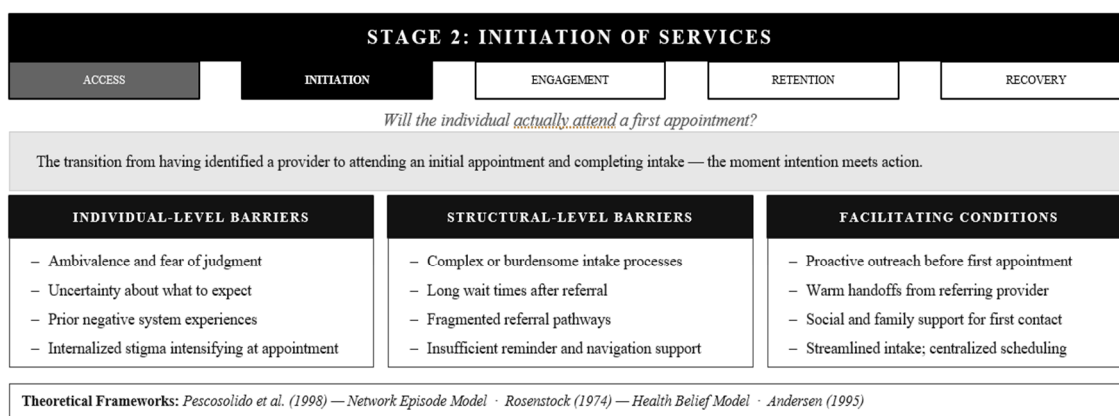 STAGE 2: INITIATION OF SERVICES
ACCESS
INITIATION
ENGAGEMENT
RETENTION
RECOVERY
Will the individual actually attend a first appointment?
The transition from having identified a provider to attending an initial appointment and completing intake — the moment intention meets action.
INDIVIDUAL-LEVEL BARRIERS
– Ambivalence and fear of judgment
– Uncertainty about what to expect
– Prior negative system experiences
– Internalized stigma intensifying at appointment
STRUCTURAL-LEVEL BARRIERS
– Complex or burdensome intake processes
– Long wait times after referral
– Fragmented referral pathways
– Insufficient reminder and navigation support
FACILITATING CONDITIONS
– Proactive outreach before first appointment
– Warm handoffs from referring provider
– Social and family support for first contact
– Streamlined intake; centralized scheduling
Theoretical Frameworks: Pescosolido et al. (1998) — Network Episode Model · Rosenstock (1974) — Health Belief Model · Andersen (1995)